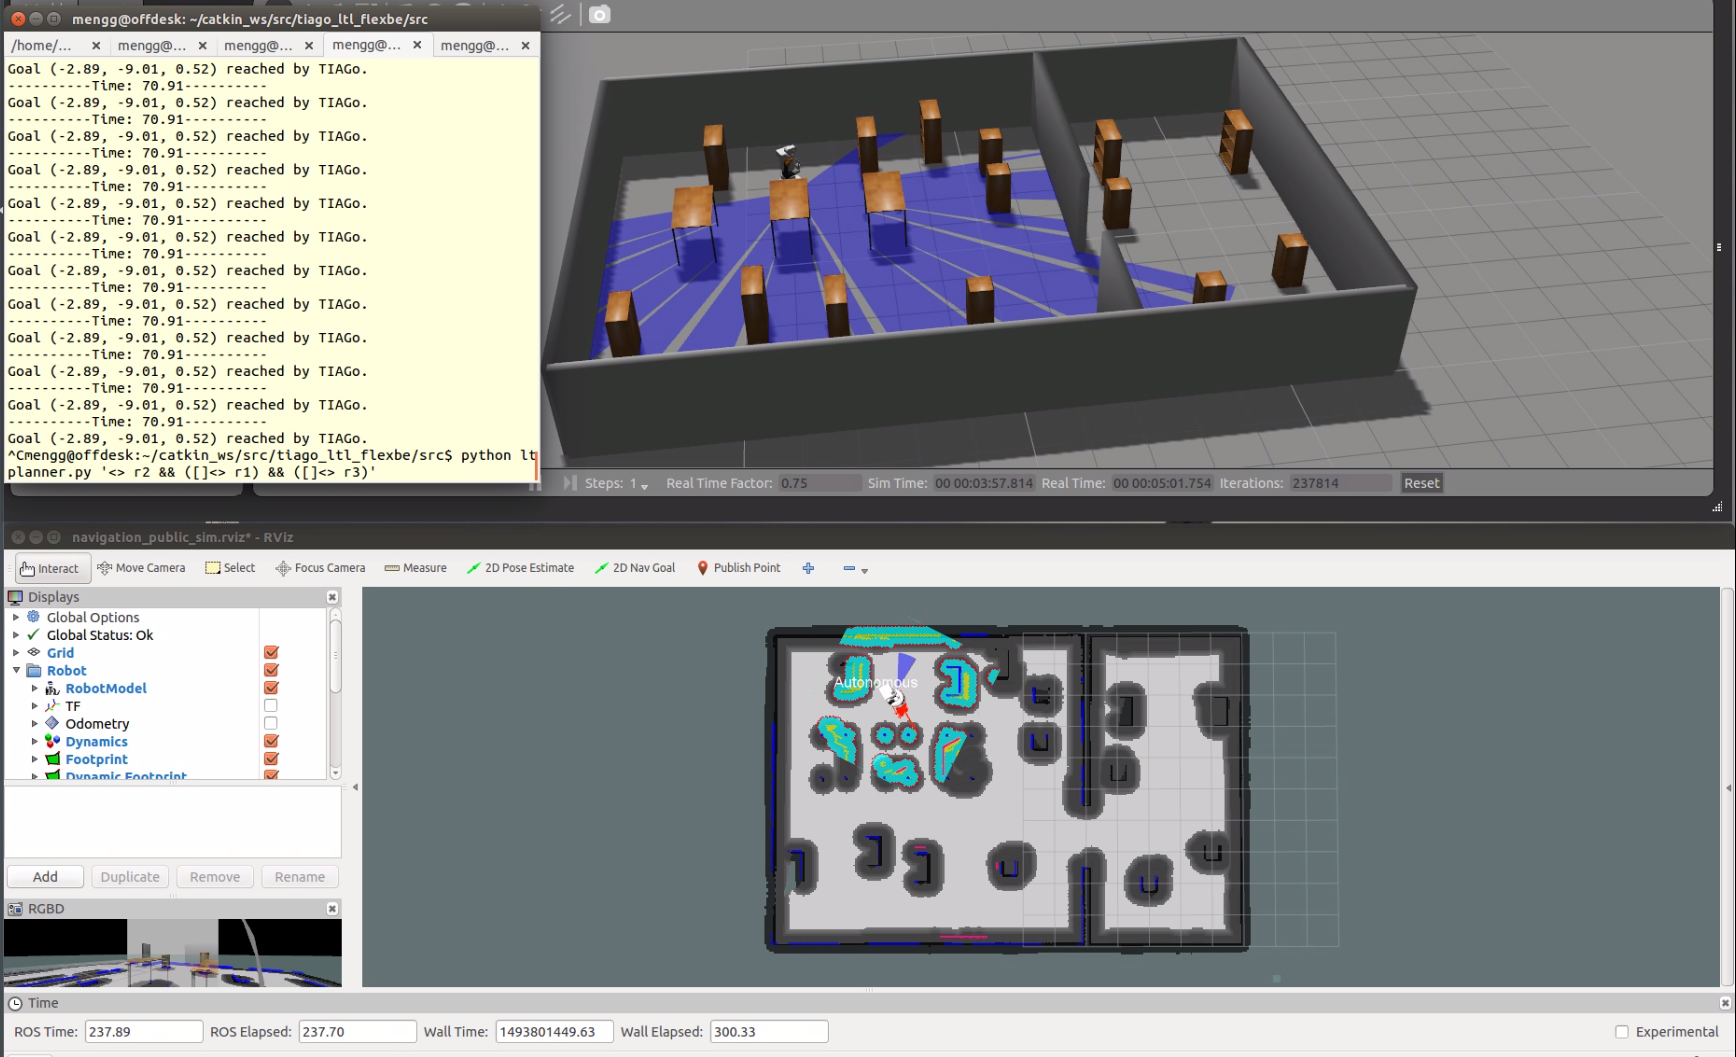 mengg@offdesk: ~/catkin_ws/src/tiago_ltl_flexbe/src
/home/... mengg@... mengg@... mengg@... mengg@...
Goal (-2.89, -9.01, 0.52) reached by TIAGo.
----------Time: 70.91----------
Goal (-2.89, -9.01, 0.52) reached by TIAGo.
----------Time: 70.91----------
Goal (-2.89, -9.01, 0.52) reached by TIAGo.
----------Time: 70.91----------
Goal (-2.89, -9.01, 0.52) reached by TIAGo.
----------Time: 70.91----------
Goal (-2.89, -9.01, 0.52) reached by TIAGo.
----------Time: 70.91----------
Goal (-2.89, -9.01, 0.52) reached by TIAGo.
----------Time: 70.91----------
Goal (-2.89, -9.01, 0.52) reached by TIAGo.
----------Time: 70.91----------
Goal (-2.89, -9.01, 0.52) reached by TIAGo.
----------Time: 70.91----------
Goal (-2.89, -9.01, 0.52) reached by TIAGo.
----------Time: 70.91----------
Goal (-2.89, -9.01, 0.52) reached by TIAGo.
----------Time: 70.91----------
Goal (-2.89, -9.01, 0.52) reached by TIAGo.
----------Time: 70.91----------
Goal (-2.89, -9.01, 0.52) reached by TIAGo.
^Cmengg@offdesk:~/catkin_ws/src/tiago_ltl_flexbe/src$ python lt
planner.py '<> r2 && ([]<> r1) && ([]<> r3)'
Steps: 1 Real Time Factor: 0.75 Sim Time: 00 00:03:57.814 Real Time: 00 00:05:01.754 Iterations: 237814 Reset
navigation_public_sim.rviz* - RViz
Interact Move Camera Select Focus Camera Measure 2D Pose Estimate 2D Nav Goal Publish Point
Displays
Global Options
Global Status: Ok
Grid
Robot
RobotModel
TF
Odometry
Dynamics
Footprint
Dynamic Footprint
Autonomous
Add Duplicate Remove Rename
RGBD
Time
ROS Time: 237.89 ROS Elapsed: 237.70 Wall Time: 1493801449.63 Wall Elapsed: 300.33 Experimental